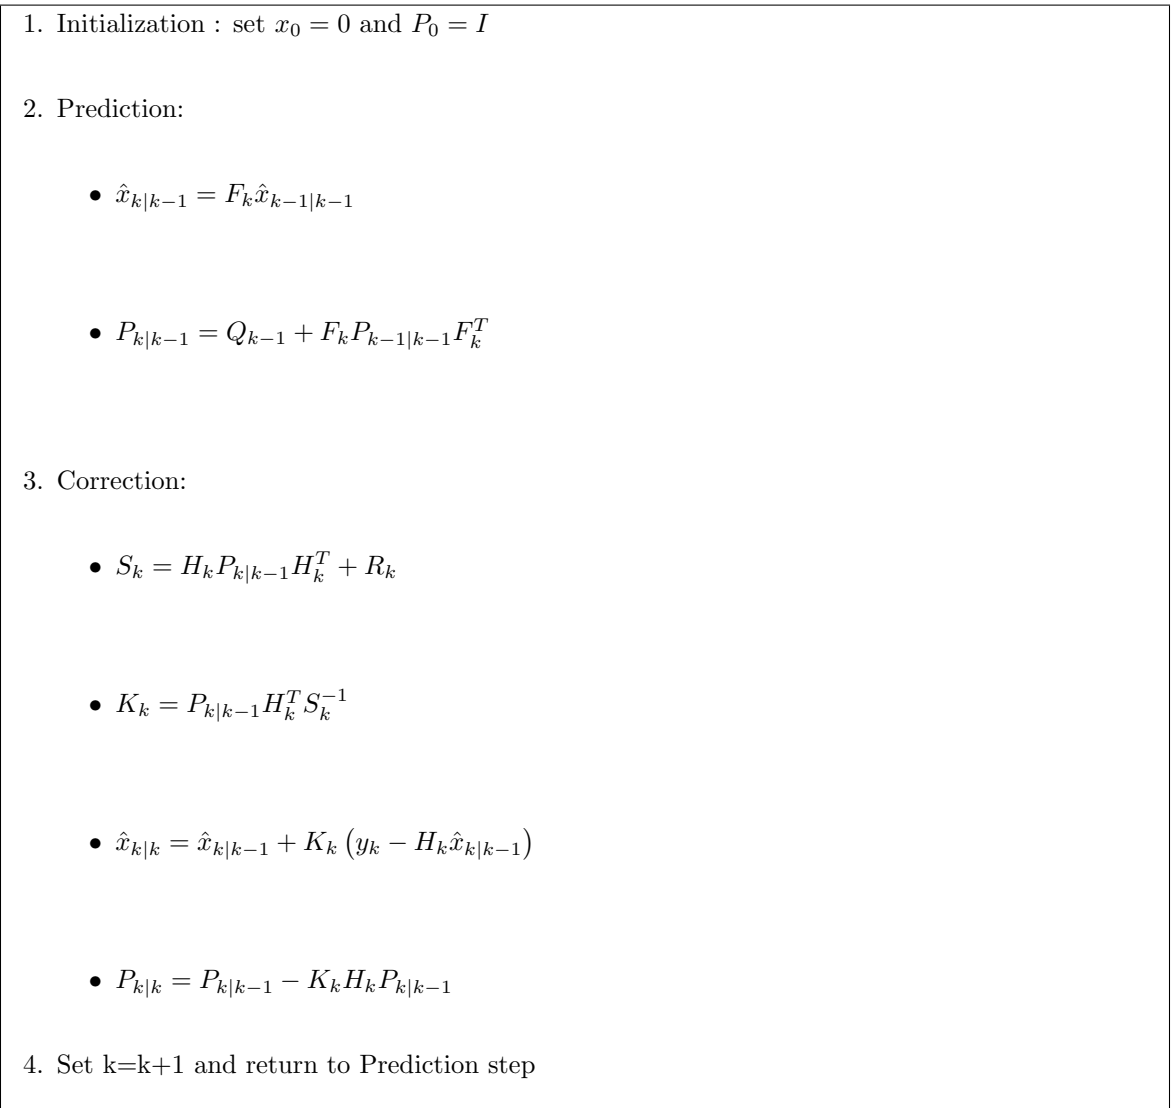 1. Initialization : set $x_0 = 0$ and $P_0 = I$
2. Prediction:
• $\hat{x}_{k|k-1} = F_k \hat{x}_{k-1|k-1}$
• $P_{k|k-1} = Q_{k-1} + F_k P_{k-1|k-1} F_k^T$
3. Correction:
• $S_k = H_k P_{k|k-1} H_k^T + R_k$
• $K_k = P_{k|k-1} H_k^T S_k^{-1}$
• $\hat{x}_{k|k} = \hat{x}_{k|k-1} + K_k \left( y_k - H_k \hat{x}_{k|k-1} \right)$
• $P_{k|k} = P_{k|k-1} - K_k H_k P_{k|k-1}$
4. Set k=k+1 and return to Prediction step